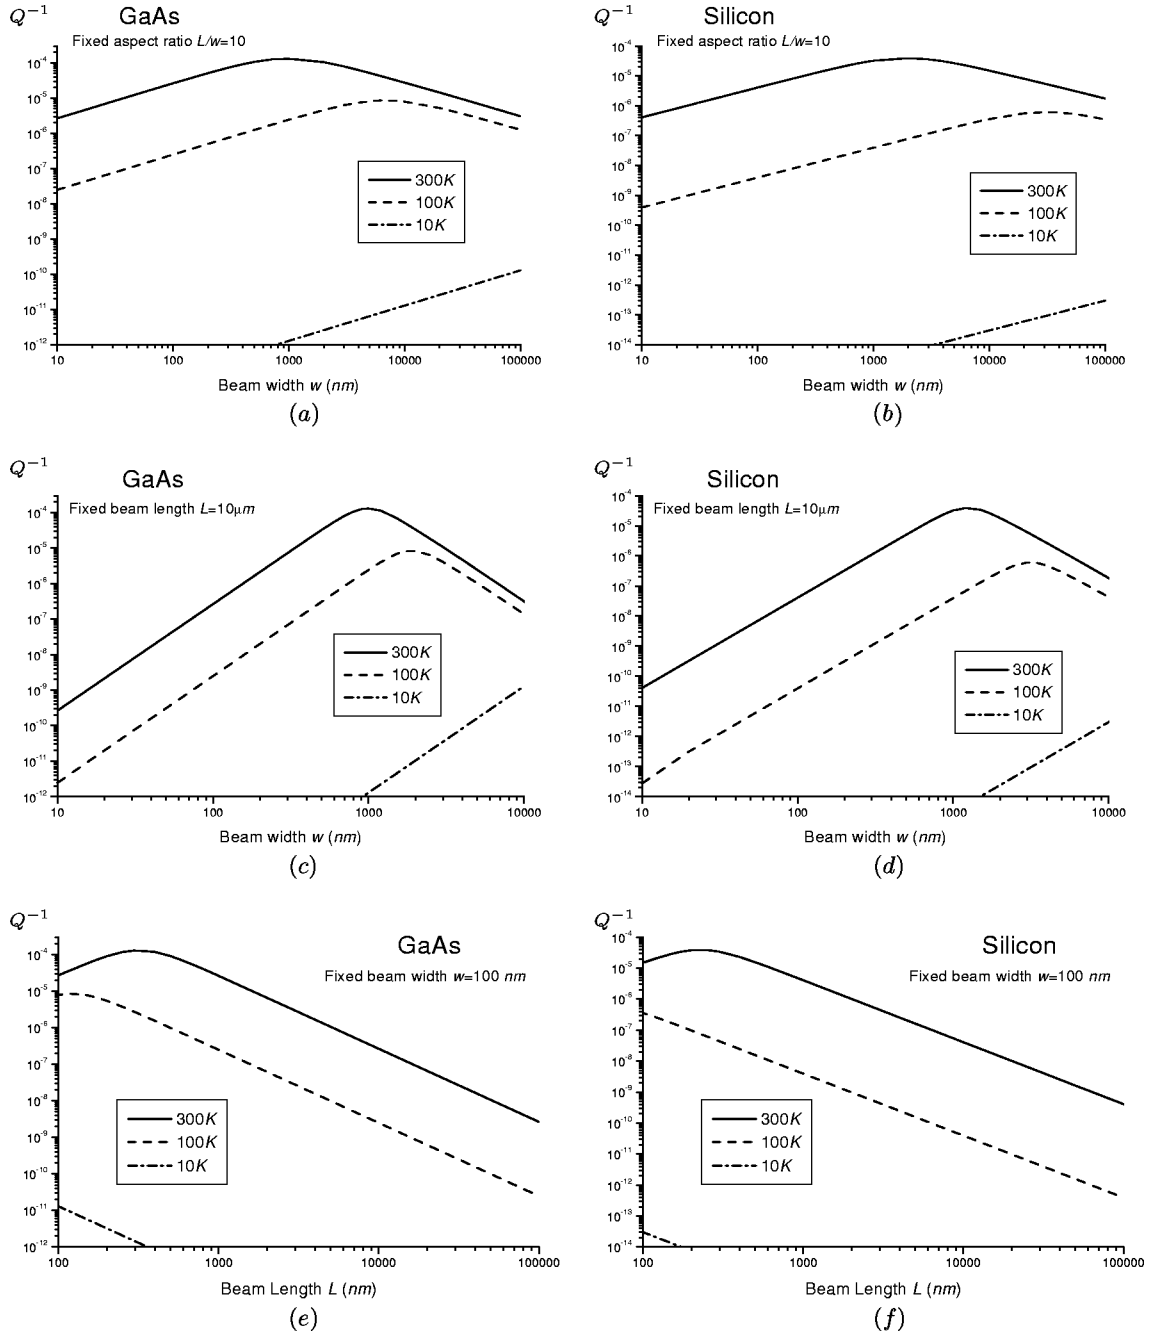 Q⁻¹ GaAs
Fixed aspect ratio L/w=10
10⁻⁴
10⁻⁵
10⁻⁶
10⁻⁷
10⁻⁸
10⁻⁹
10⁻¹⁰
10⁻¹¹
10⁻¹²
300K
100K
10K
10 100 1000 10000 100000
Beam width w (nm)
(a)
Q⁻¹ Silicon
Fixed aspect ratio L/w=10
10⁻⁴
10⁻⁵
10⁻⁶
10⁻⁷
10⁻⁸
10⁻⁹
10⁻¹⁰
10⁻¹¹
10⁻¹²
10⁻¹³
10⁻¹⁴
300K
100K
10K
10 100 1000 10000 100000
Beam width w (nm)
(b)
Q⁻¹ GaAs
Fixed beam length L=10μm
10⁻⁴
10⁻⁵
10⁻⁶
10⁻⁷
10⁻⁸
10⁻⁹
10⁻¹⁰
10⁻¹¹
10⁻¹²
300K
100K
10K
10 100 1000 10000
Beam width w (nm)
(c)
Q⁻¹ Silicon
Fixed beam length L=10μm
10⁻⁴
10⁻⁵
10⁻⁶
10⁻⁷
10⁻⁸
10⁻⁹
10⁻¹⁰
10⁻¹¹
10⁻¹²
10⁻¹³
10⁻¹⁴
300K
100K
10K
10 100 1000 10000
Beam width w (nm)
(d)
Q⁻¹ GaAs
Fixed beam width w=100 nm
10⁻⁴
10⁻⁵
10⁻⁶
10⁻⁷
10⁻⁸
10⁻⁹
10⁻¹⁰
10⁻¹¹
10⁻¹²
300K
100K
10K
100 1000 10000 100000
Beam Length L (nm)
(e)
Q⁻¹ Silicon
Fixed beam width w=100 nm
10⁻⁴
10⁻⁵
10⁻⁶
10⁻⁷
10⁻⁸
10⁻⁹
10⁻¹⁰
10⁻¹¹
10⁻¹²
10⁻¹³
10⁻¹⁴
300K
100K
10K
100 1000 10000 100000
Beam Length L (nm)
(f)